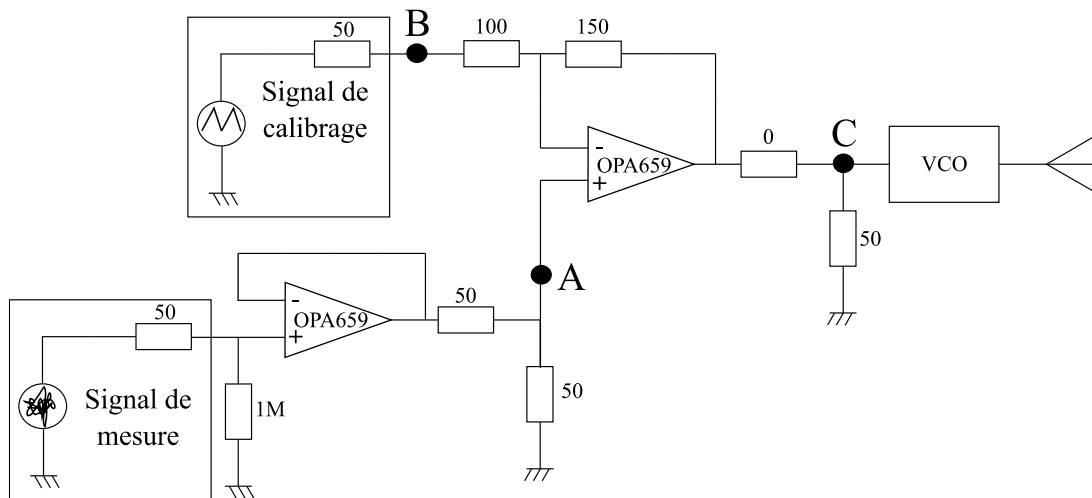 50
B
100
150
Signal de
calibrage
-
OPA659
+
0
C
VCO
50
A
-
OPA659
+
50
50
50
1M
Signal de
mesure